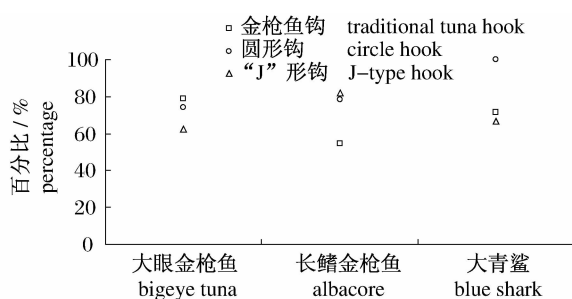 金枪鱼钩 traditional tuna hook
圆形钩 circle hook
“J”形钩 J-type hook
百分比/%
percentage
100
80
60
40
20
0
大眼金枪鱼 长鳍金枪鱼 大青鲨
bigeye tuna albacore blue shark